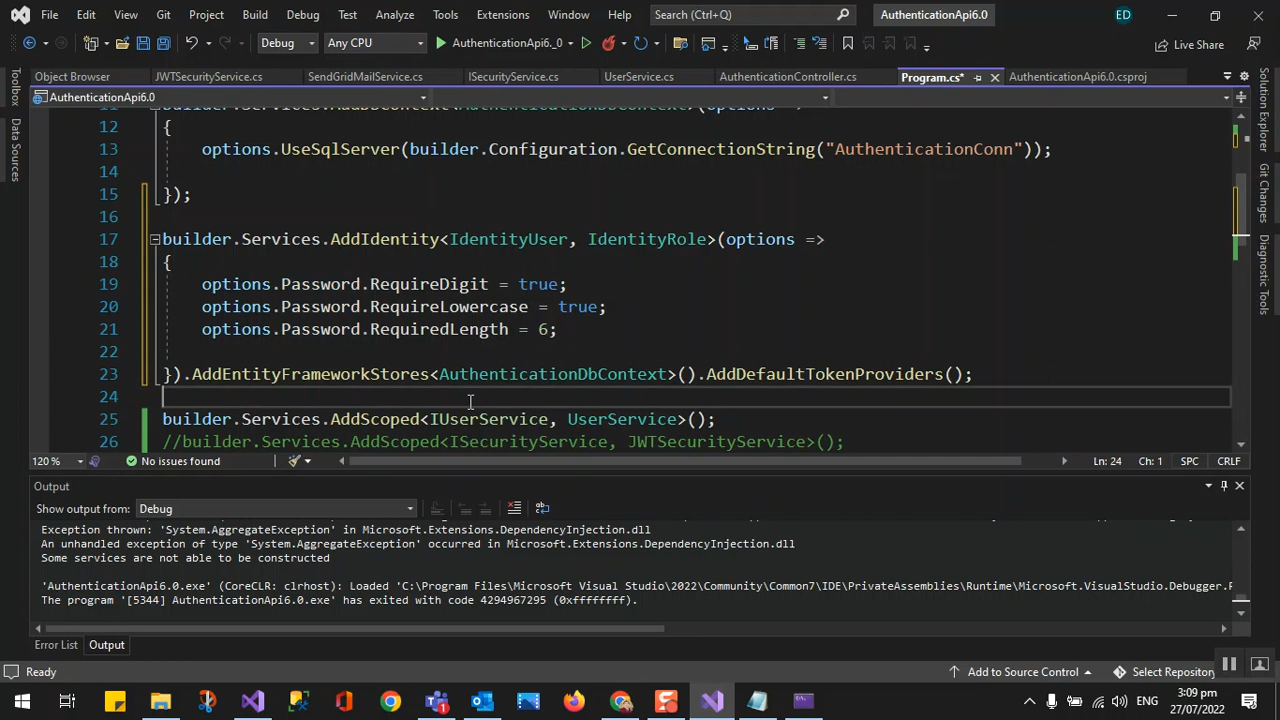 File Edit View Git Project Build Debug Test Analyze Tools Extensions Window Help Search (Ctrl+Q) AuthenticationApi6.0 ED
Debug Any CPU AuthenticationApi6._0 Live Share
Object Browser JWTSecurityService.cs SendGridMailService.cs ISecurityService.cs UserService.cs AuthenticationController.cs Program.cs* AuthenticationApi6.0.csproj
AuthenticationApi6.0
Toolbox
Data Sources
Solution Explorer
Git Changes
Diagnostic Tools
11 builder.Services.AddDbContext<AuthenticationDbContext>(options =>
12 {
13 options.UseSqlServer(builder.Configuration.GetConnectionString("AuthenticationConn"));
14
15 });
16
17 builder.Services.AddIdentity<IdentityUser, IdentityRole>(options =>
18 {
19 options.Password.RequireDigit = true;
20 options.Password.RequireLowercase = true;
21 options.Password.RequiredLength = 6;
22
23 }).AddEntityFrameworkStores<AuthenticationDbContext>().AddDefaultTokenProviders();
24
25 builder.Services.AddScoped<IUserService, UserService>();
26 //builder.Services.AddScoped<ISecurityService, JWTSecurityService>();
120 % No issues found Ln: 24 Ch: 1 SPC CRLF
Output
Show output from: Debug
Exception thrown: 'System.AggregateException' in Microsoft.Extensions.DependencyInjection.dll
An unhandled exception of type 'System.AggregateException' occurred in Microsoft.Extensions.DependencyInjection.dll
Some services are not able to be constructed
'AuthenticationApi6.0.exe' (CoreCLR: clrhost): Loaded 'C:\Program Files\Microsoft Visual Studio\2022\Community\Common7\IDE\PrivateAssemblies\Runtime\Microsoft.VisualStudio.Debugger.R
The program '[5344] AuthenticationApi6.0.exe' has exited with code 4294967295 (0xffffffff).
Error List Output
Ready Add to Source Control Select Repository
ENG 3:09 pm
27/07/2022